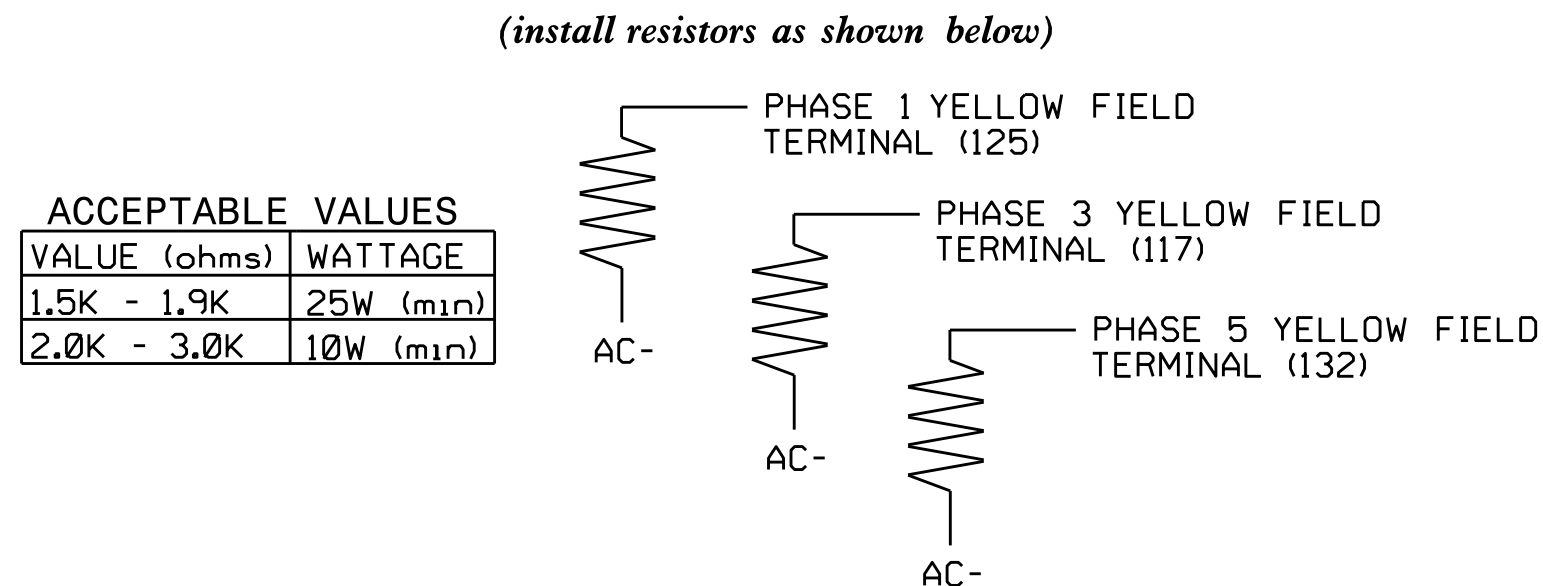 (install resistors as shown below)
ACCEPTABLE VALUES
VALUE (ohms) WATTAGE
1.5K - 1.9K 25W (min)
2.0K - 3.0K 10W (min)
PHASE 1 YELLOW FIELD
TERMINAL (125)
AC-
PHASE 3 YELLOW FIELD
TERMINAL (117)
AC-
PHASE 5 YELLOW FIELD
TERMINAL (132)
AC-